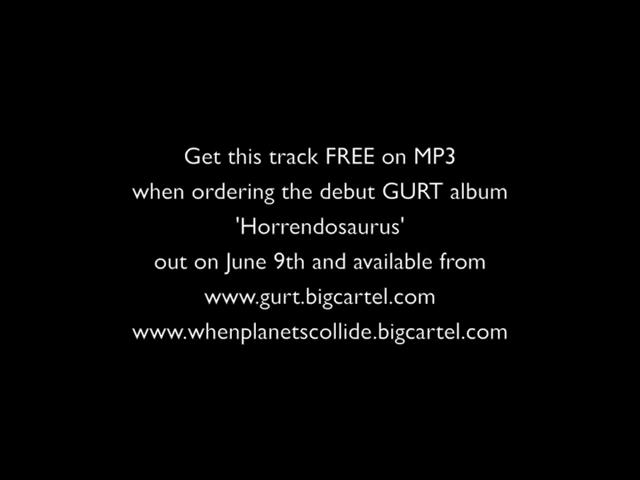 Get this track FREE on MP3
when ordering the debut GURT album
'Horrendosaurus'
out on June 9th and available from
www.gurt.bigcartel.com
www.whenplanetscollide.bigcartel.com